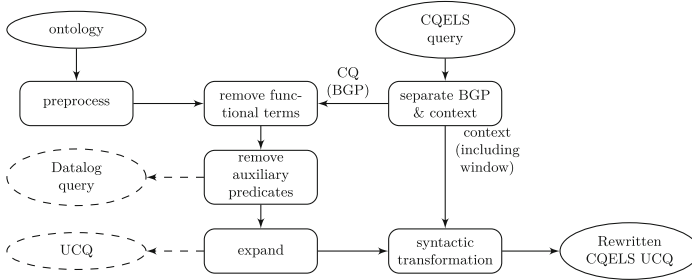 ontology
CQELS
query
CQ
(BGP)
preprocess
remove func-
tional terms
separate BGP
& context
context
(including
window)
Datalog
query
remove
auxiliary
predicates
UCQ
expand
syntactic
transformation
Rewritten
CQELS UCQ